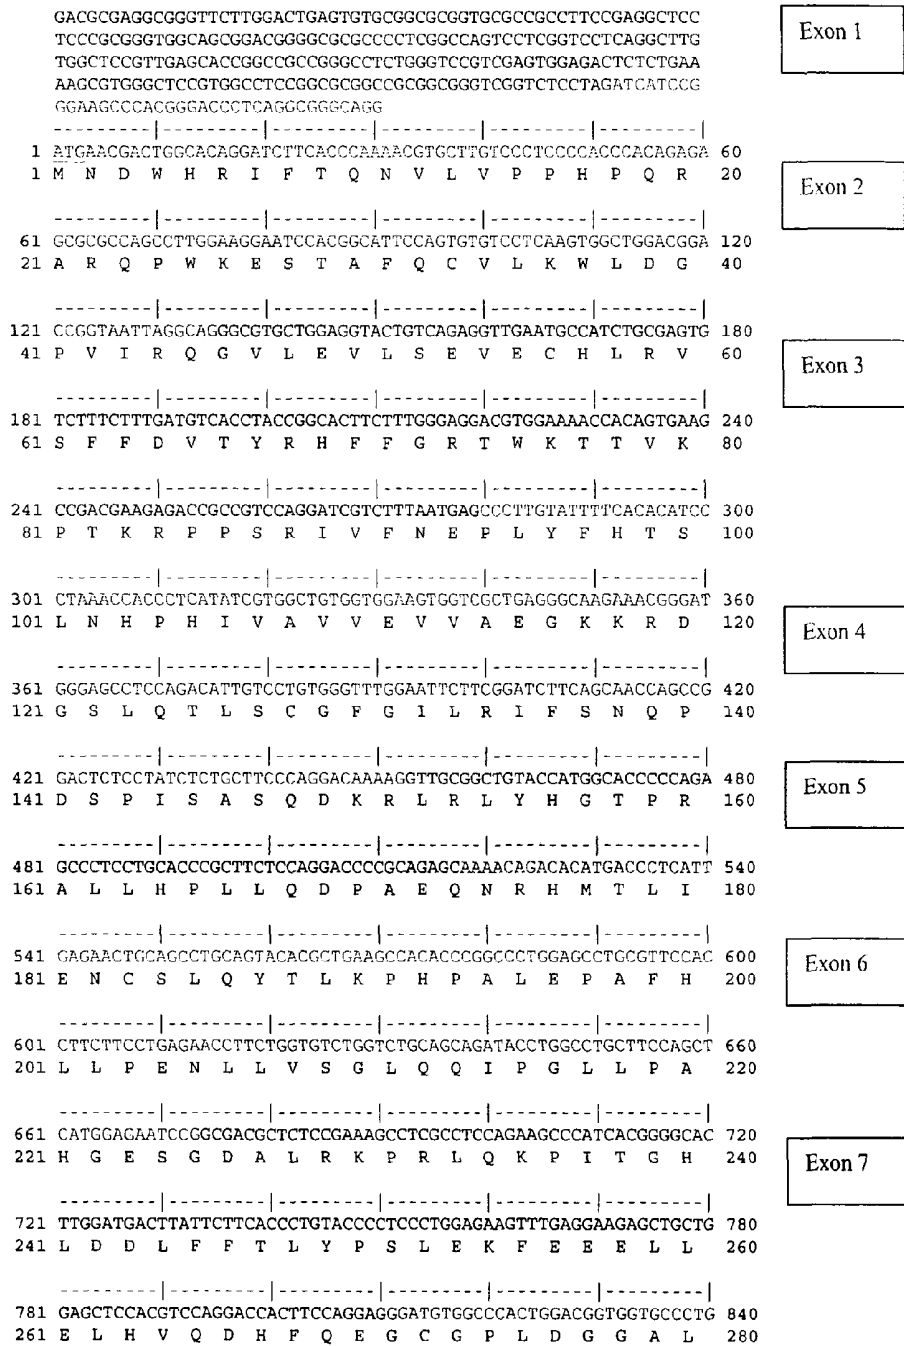 GACGCGAGGCGGGTTCTTGGACTGAGTGTGCGGCGCGGTGCGCCGCCTTCCGAGGCTCC
Exon 1
TCCCGCGGGTGGCAGCGGACGGGGCGCGCCCCTCGGCCAGTCCTCGGTCCTCAGGCTTG
TGGCTCCGTTGAGCACCGGCCGCCGGGCCTCTGGGTCCGTCGAGTGGAGACTCTCTGAA
AAGCGTGGGCTCCGTGGCCTCCGGCGCGGCCGCGGCGGGTCGGTCTCCTAGATCATCCG
GGAAGCCCACGGGACCCTCAGGCGGGCAGG
---------|---------|---------|---------|---------|---------|
1 ATGAACGACTGGCACAGGATCTTCACCCAAAACGTGCTTGTCCCTCCCCACCCACAGAGA 60
1 M N D W H R I F T Q N V L V P P H P Q R 20
Exon 2
---------|---------|---------|---------|---------|---------|
61 GCGCGCCAGCCTTGGAAGGAATCCACGGCATTCCAGTGTGTCCTCAAGTGGCTGGACGGA 120
21 A R Q P W K E S T A F Q C V L K W L D G 40
---------|---------|---------|---------|---------|---------|
121 CCGGTAATTAGGCAGGGCGTGCTGGAGGTACTGTCAGAGGTTGAATGCCATCTGCGAGTG 180
41 P V I R Q G V L E V L S E V E C H L R V 60
Exon 3
---------|---------|---------|---------|---------|---------|
181 TCTTTCTTTGATGTCACCTACCGGCACTTCTTTGGGAGGACGTGGAAAACCACAGTGAAG 240
61 S F F D V T Y R H F F G R T W K T T V K 80
---------|---------|---------|---------|---------|---------|
241 CCGACGAAGAGACCGCCGTCCAGGATCGTCTTTAATGAGCCCTTGTATTTTCACACATCC 300
81 P T K R P P S R I V F N E P L Y F H T S 100
---------|---------|---------|---------|---------|---------|
301 CTAAACCACCCTCATATCGTGGCTGTGGTGGAAGTGGTCGCTGAGGGCAAGAAACGGGAT 360
101 L N H P H I V A V V E V V A E G K K R D 120
Exon 4
---------|---------|---------|---------|---------|---------|
361 GGGAGCCTCCAGACATTGTCCTGTGGGTTTGGAATTCTTCGGATCTTCAGCAACCAGCCG 420
121 G S L Q T L S C G F G I L R I F S N Q P 140
---------|---------|---------|---------|---------|---------|
421 GACTCTCCTATCTCTGCTTCCCAGGACAAAAGGTTGCGGCTGTACCATGGCACCCCCAGA 480
141 D S P I S A S Q D K R L R L Y H G T P R 160
Exon 5
---------|---------|---------|---------|---------|---------|
481 GCCCTCCTGCACCCGCTTCTCCAGGACCCCGCAGAGCAAAACAGACACATGACCCTCATT 540
161 A L L H P L L Q D P A E Q N R H M T L I 180
---------|---------|---------|---------|---------|---------|
541 GAGAACTGCAGCCTGCAGTACACGCTGAAGCCACACCCGGCCCTGGAGCCTGCGTTCCAC 600
181 E N C S L Q Y T L K P H P A L E P A F H 200
Exon 6
---------|---------|---------|---------|---------|---------|
601 CTTCTTCCTGAGAACCTTCTGGTGTCTGGTCTGCAGCAGATACCTGGCCTGCTTCCAGCT 660
201 L L P E N L L V S G L Q Q I P G L L P A 220
---------|---------|---------|---------|---------|---------|
661 CATGGAGAATCCGGCGACGCTCTCCGAAAGCCTCGCCTCCAGAAGCCCATCACGGGGCAC 720
221 H G E S G D A L R K P R L Q K P I T G H 240
Exon 7
---------|---------|---------|---------|---------|---------|
721 TTGGATGACTTATTCTTCACCCTGTACCCCTCCCTGGAGAAGTTTGAGGAAGAGCTGCTG 780
241 L D D L F F T L Y P S L E K F E E E L L 260
---------|---------|---------|---------|---------|---------|
781 GAGCTCCACGTCCAGGACCACTTCCAGGAGGGATGTGGCCCACTGGACGGTGGTGCCCTG 840
261 E L H V Q D H F Q E G C G P L D G G A L 280